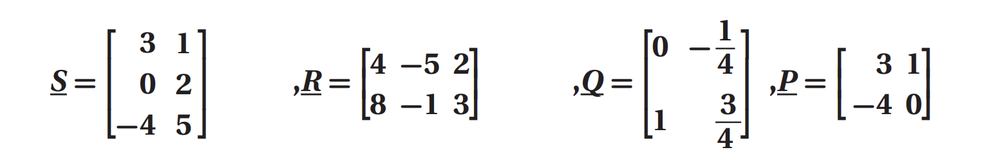 S = [3 1; 0 2; −4 5] ,R = [4 −5 2; 8 −1 3] ,Q = [0 −1/4; 1 3/4] ,P = [3 1; −4 0]